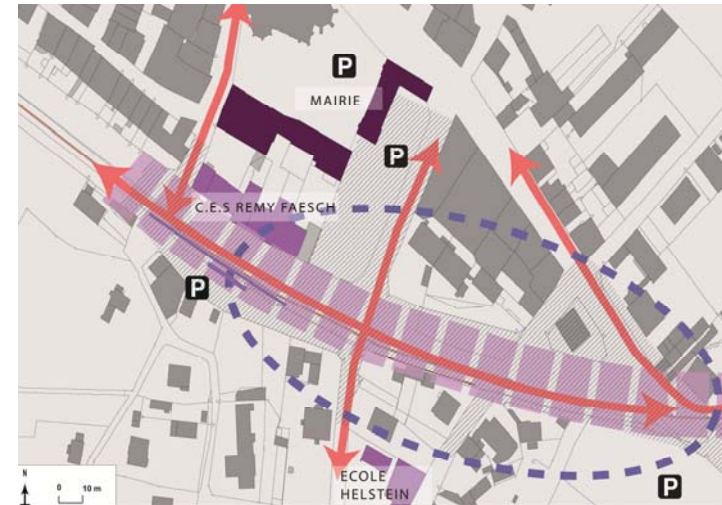 P
MAIRIE
P
C.E.S REMY FAESCH
P
ECOLE
HELSTEIN
P
N
0 10 m